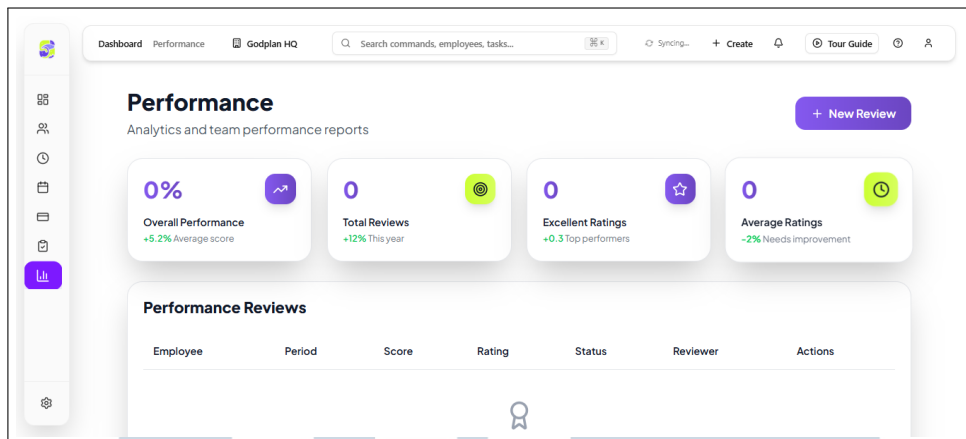 Dashboard Performance Godplan HQ Search commands, employees, tasks... ⌘ K Syncing... + Create Tour Guide
Performance
Analytics and team performance reports
+ New Review
0% 0 0 0
Overall Performance Total Reviews Excellent Ratings Average Ratings
+5.2% Average score +12% This year +0.3 Top performers -2% Needs improvement
Performance Reviews
Employee Period Score Rating Status Reviewer Actions